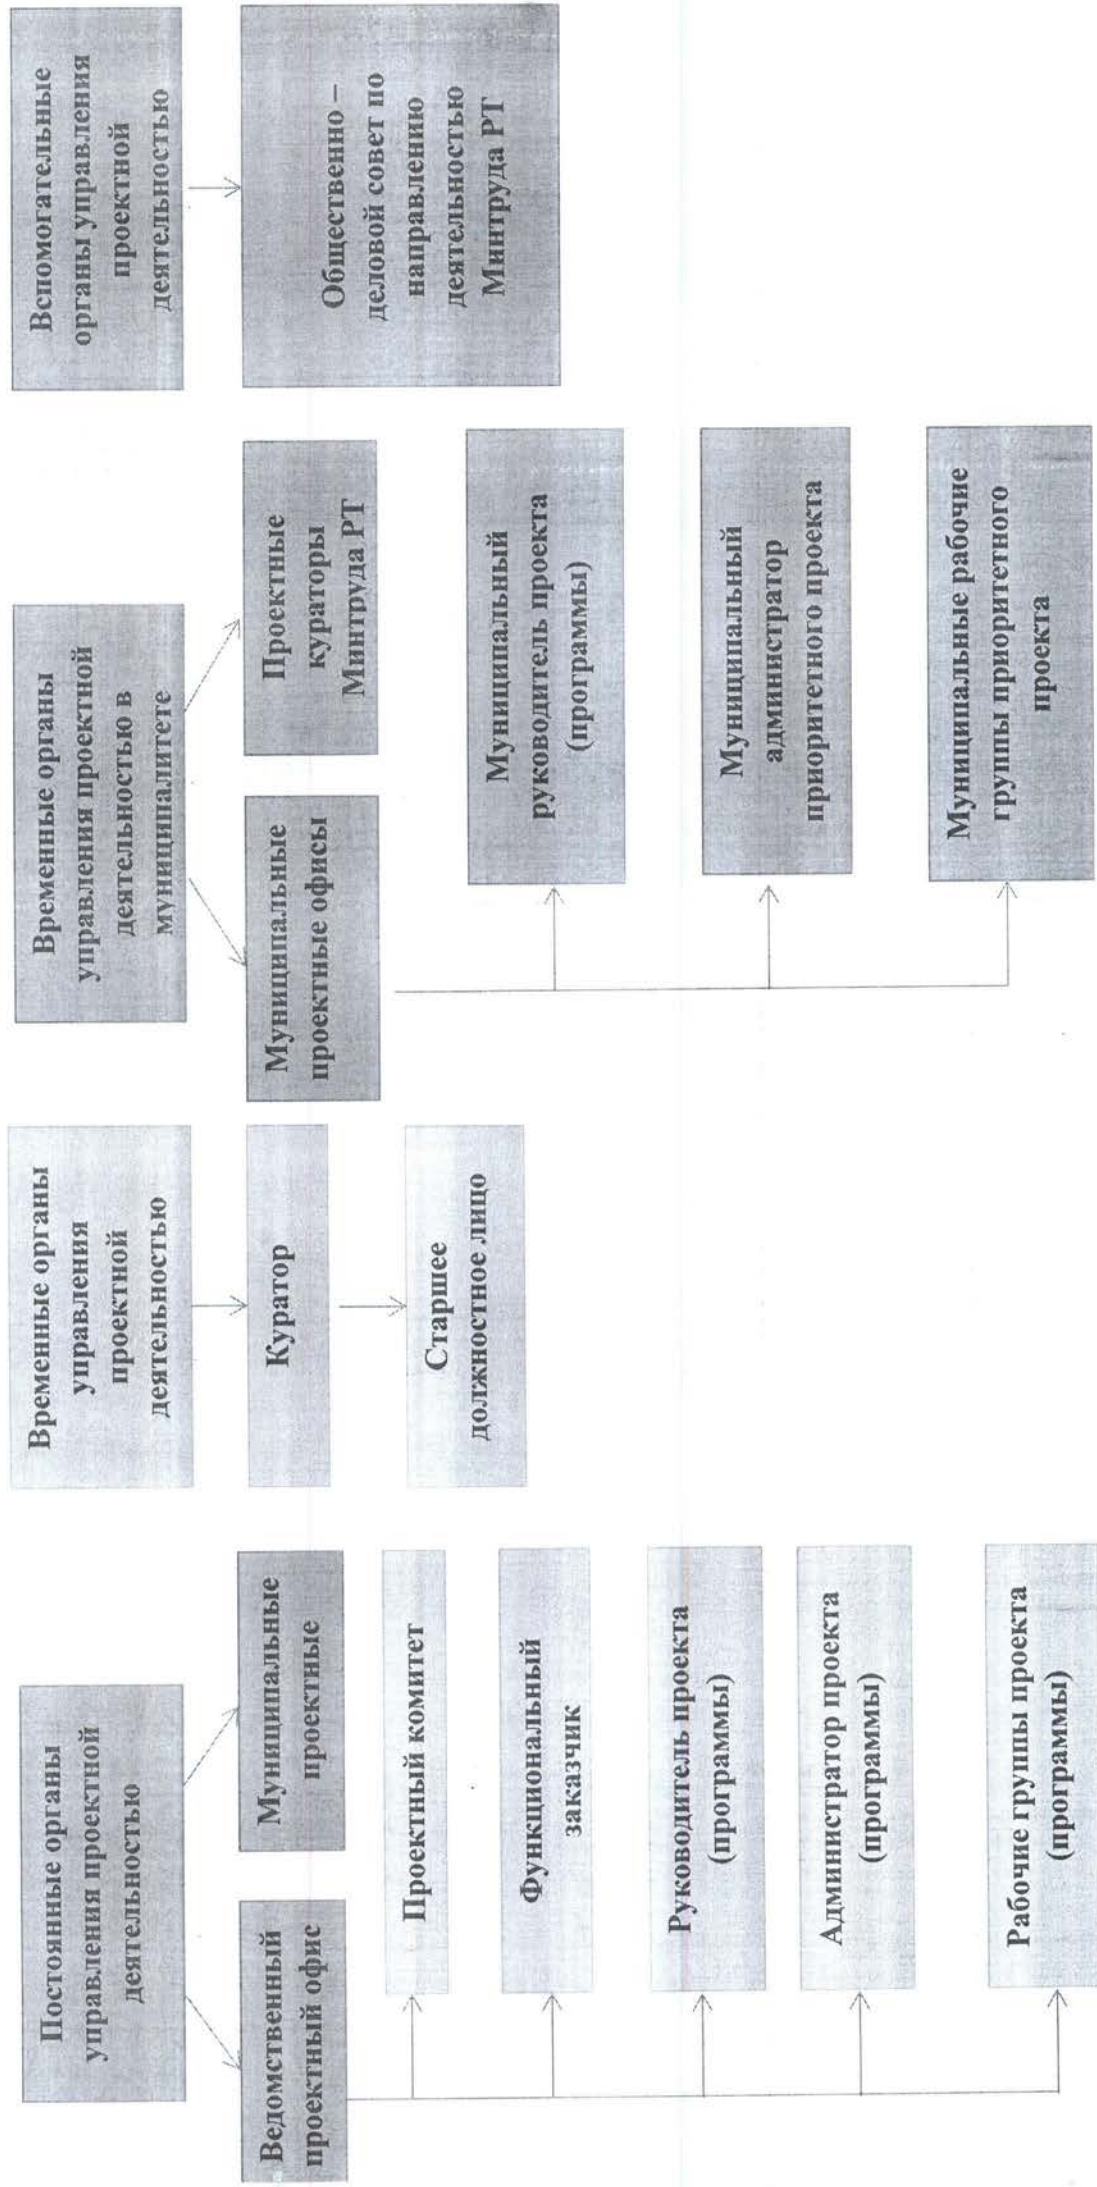 Постоянные органы
управления проектной
деятельностью
Ведомственный
проектный офис
Муниципальные
проектные
Проектный комитет
Функциональный
заказчик
Руководитель проекта
(программы)
Администратор проекта
(программы)
Рабочие группы проекта
(программы)
Временные органы
управления
проектной
деятельностью
Куратор
Старшее
должностное лицо
Временные органы
управления проектной
деятельностью в
муниципалитете
Муниципальные
проектные офисы
Проектные
кураторы
Минтруда РТ
Муниципальный
руководитель проекта
(программы)
Муниципальный
администратор
приоритетного проекта
Муниципальные рабочие
группы приоритетного
проекта
Вспомогательные
органы управления
проектной
деятельностью
Общественно –
деловой совет по
направлению
деятельностью
Минтруда РТ